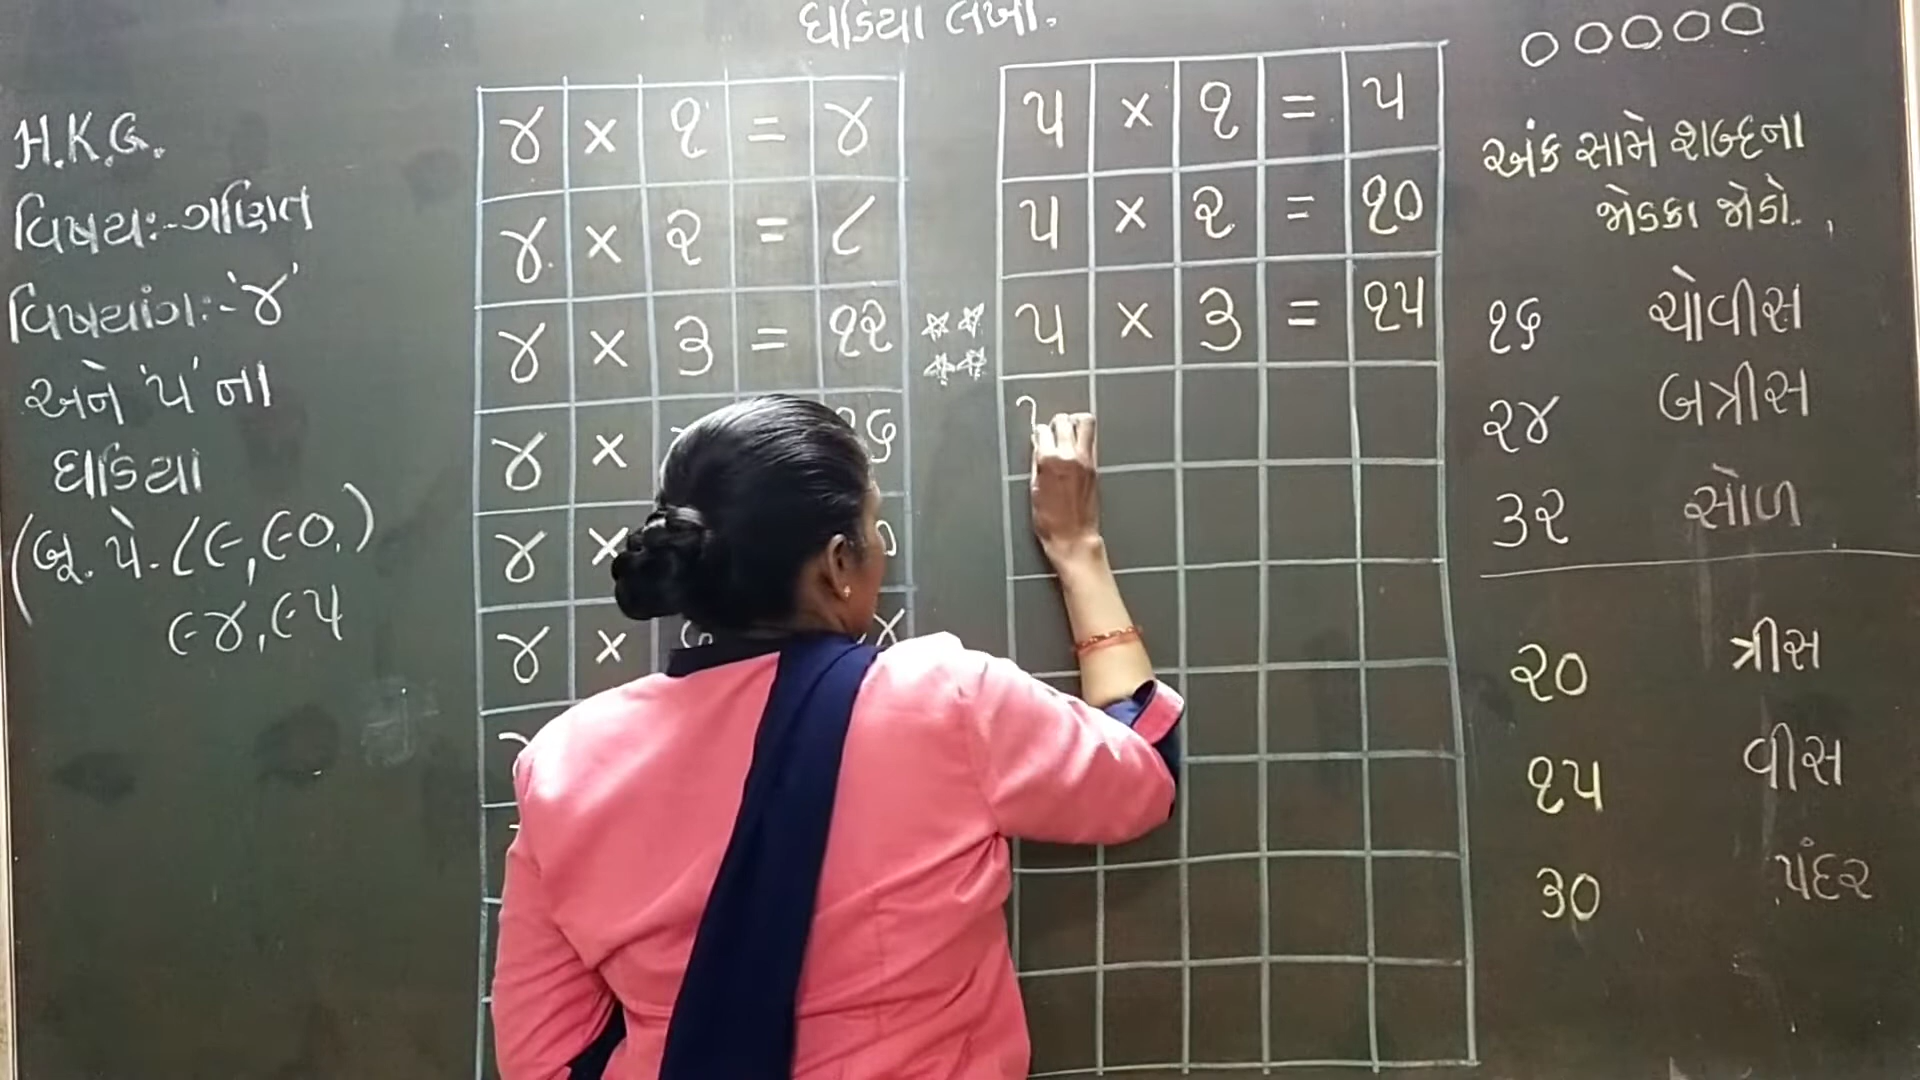 ઘડિયા લખો.
H.K.G.
વિષય:-ગણિત
વિષયાંગ:-'૪'
અને '૫' ના
ઘડિયા
(બૂ. પે. ૮૯,૯૦.)
૯૪,૯૫
૪ × ૧ = ૪
૪ × ૨ = ૮
૪ × ૩ = ૧૨
૪ × ૧૬
૪ ×
૪ ×
૫ × ૧ = ૫
૫ × ૨ = ૧૦
૫ × ૩ = ૧૫
અંક સામે શબ્દના
જોડકા જોડો.
૧૬ ચોવીસ
૨૪ બત્રીસ
૩૨ સોળ
૨૦ ત્રીસ
૧૫ વીસ
૩૦ પંદર